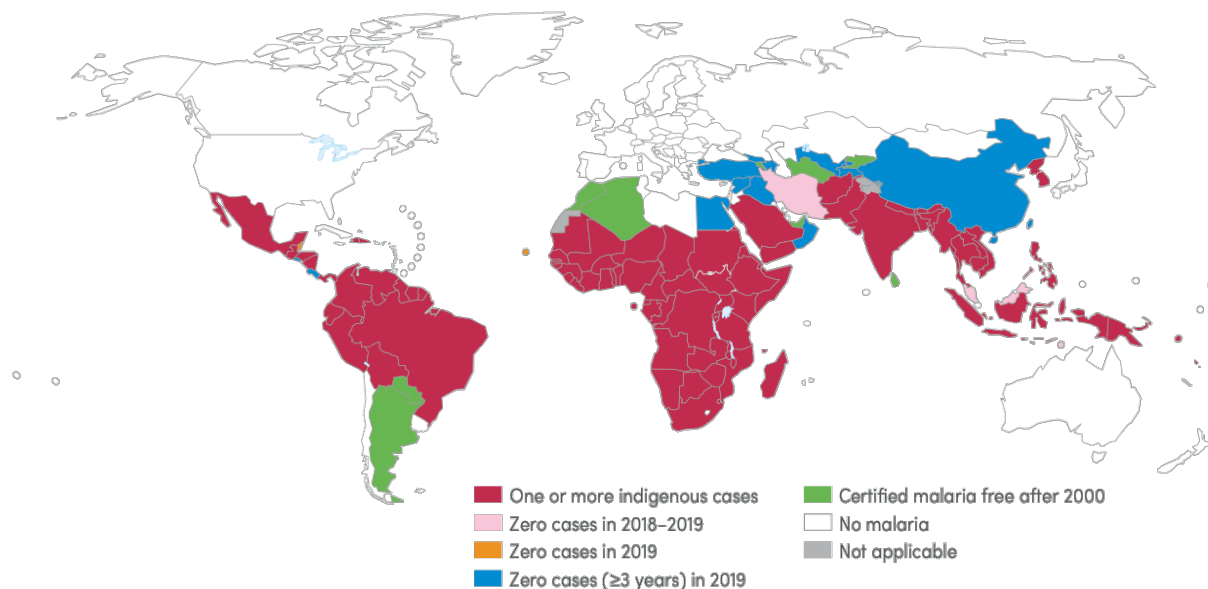 One or more indigenous cases
Zero cases in 2018–2019
Zero cases in 2019
Zero cases (≥3 years) in 2019
Certified malaria free after 2000
No malaria
Not applicable